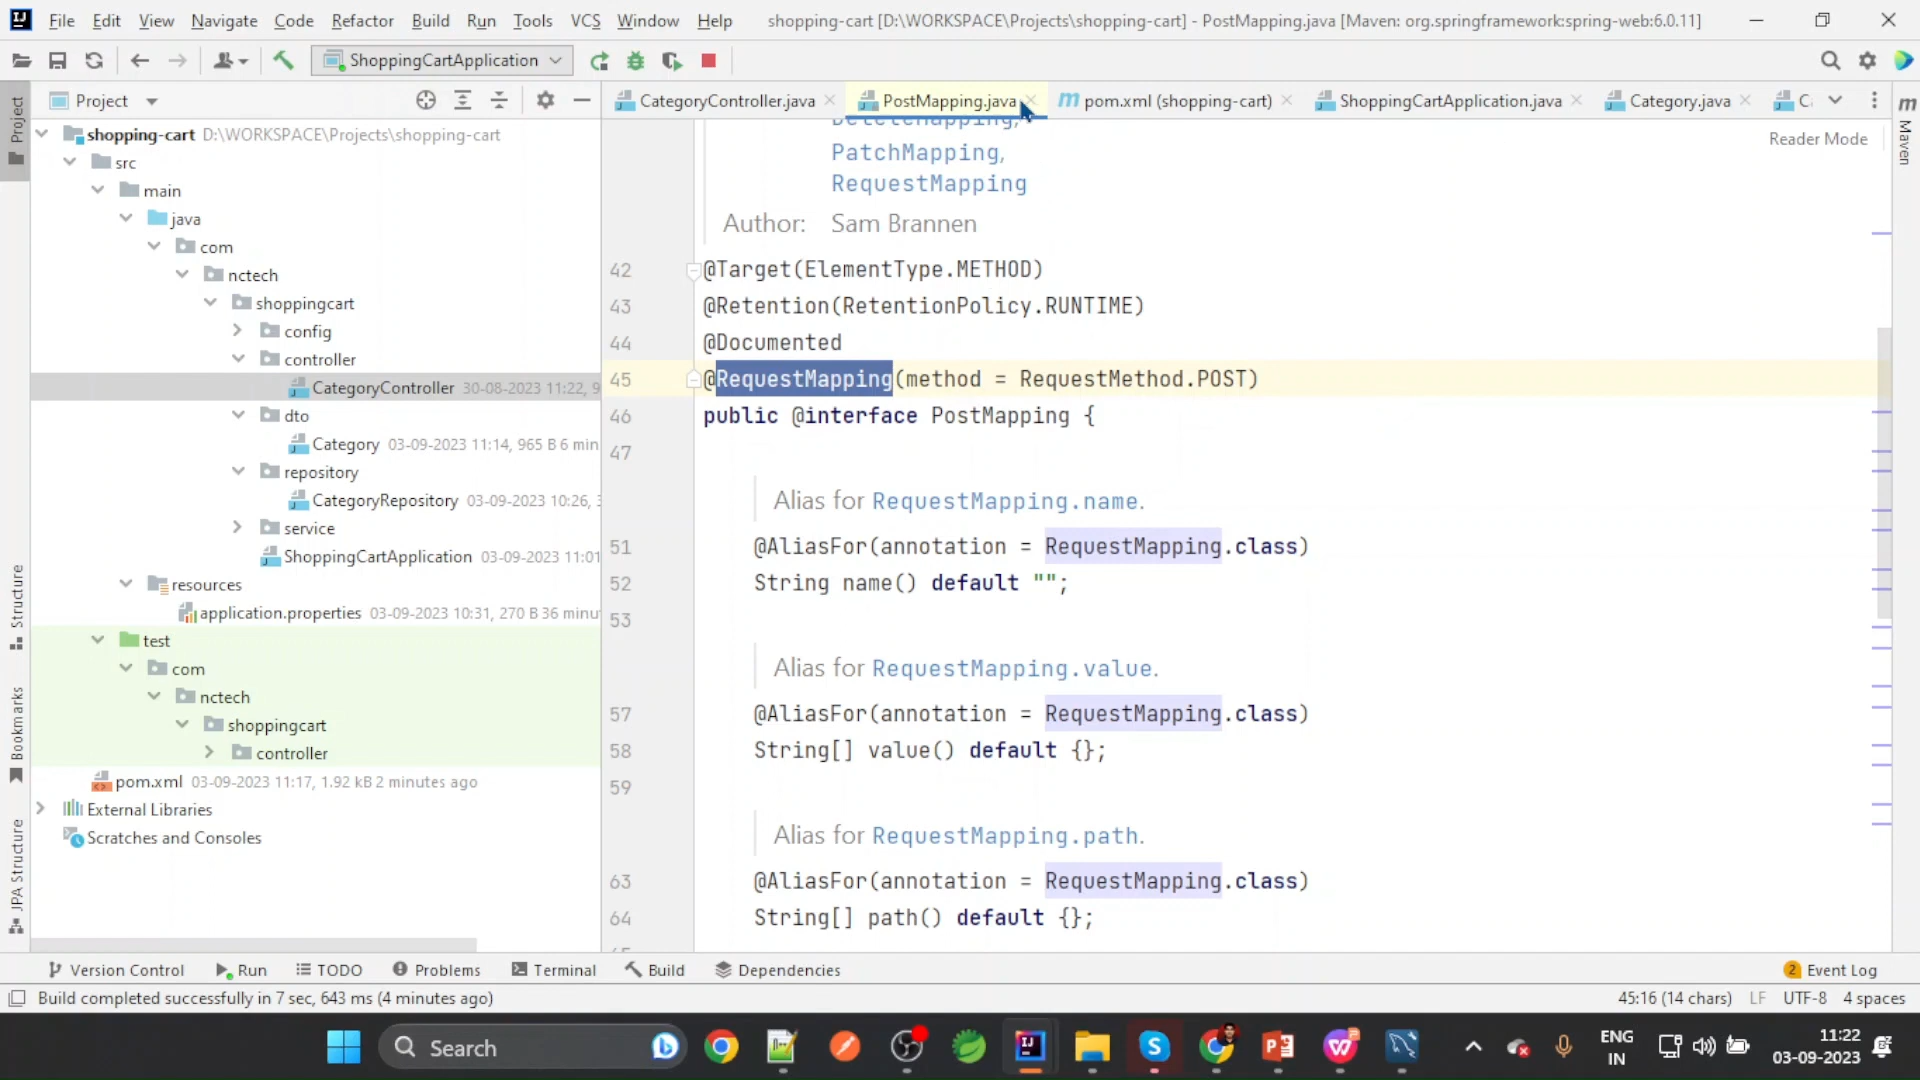 File Edit View Navigate Code Refactor Build Run Tools VCS Window Help shopping-cart [D:\WORKSPACE\Projects\shopping-cart] - PostMapping.java [Maven: org.springframework:spring-web:6.0.11]
ShoppingCartApplication
Project
CategoryController.java PostMapping.java pom.xml (shopping-cart) ShoppingCartApplication.java Category.java
Project
Structure
Bookmarks
JPA Structure
Maven
shopping-cart D:\WORKSPACE\Projects\shopping-cart
src
main
java
com
nctech
shoppingcart
config
controller
CategoryController 30-08-2023 11:22, 9
dto
Category 03-09-2023 11:14, 965 B 6 min
repository
CategoryRepository 03-09-2023 10:26, 3
service
ShoppingCartApplication 03-09-2023 11:01
resources
application.properties 03-09-2023 10:31, 270 B 36 minu
test
com
nctech
shoppingcart
controller
pom.xml 03-09-2023 11:17, 1.92 kB 2 minutes ago
External Libraries
Scratches and Consoles
Reader Mode
DeleteMapping,
PatchMapping,
RequestMapping
Author: Sam Brannen
42 @Target(ElementType.METHOD)
43 @Retention(RetentionPolicy.RUNTIME)
44 @Documented
45 @RequestMapping(method = RequestMethod.POST)
46 public @interface PostMapping {
47
Alias for RequestMapping.name.
51 @AliasFor(annotation = RequestMapping.class)
52 String name() default "";
53
Alias for RequestMapping.value.
57 @AliasFor(annotation = RequestMapping.class)
58 String[] value() default {};
59
Alias for RequestMapping.path.
63 @AliasFor(annotation = RequestMapping.class)
64 String[] path() default {};
Version Control Run TODO Problems Terminal Build Dependencies 2 Event Log
Build completed successfully in 7 sec, 643 ms (4 minutes ago) 45:16 (14 chars) LF UTF-8 4 spaces
Search
ENG
IN
11:22
03-09-2023